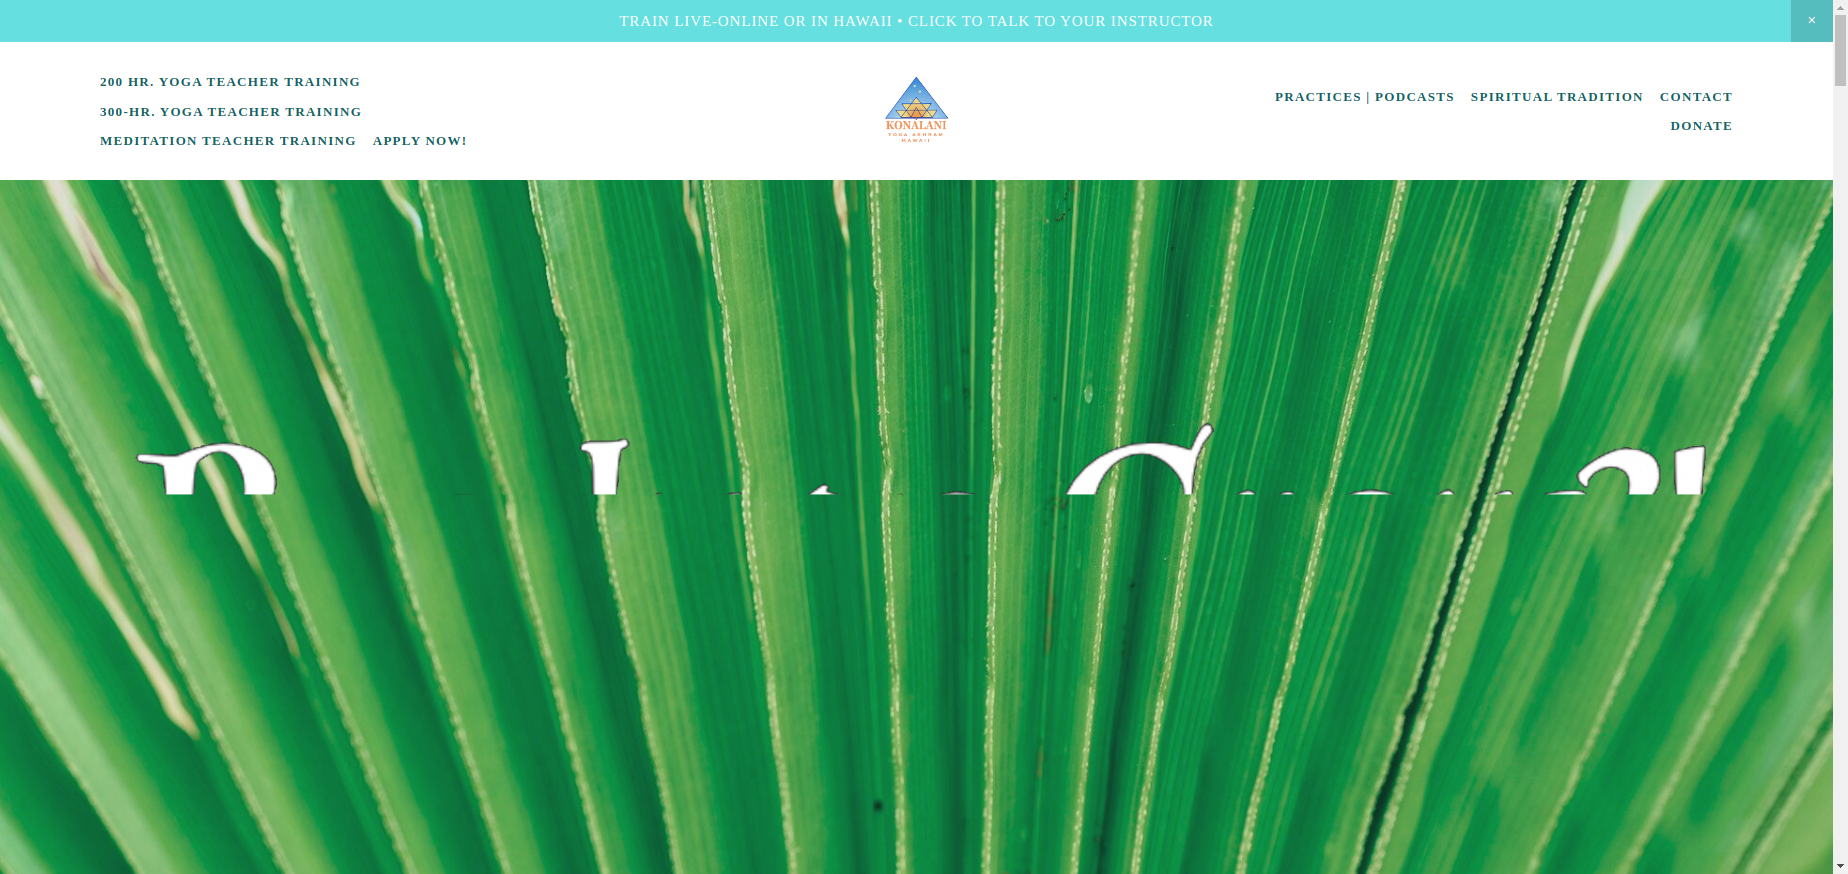 TRAIN LIVE-ONLINE OR IN HAWAII • CLICK TO TALK TO YOUR INSTRUCTOR
×
200 HR. YOGA TEACHER TRAINING
300-HR. YOGA TEACHER TRAINING
MEDITATION TEACHER TRAINING APPLY NOW!
KONALANI
YOGA ASHRAM
HAWAII
PRACTICES | PODCASTS SPIRITUAL TRADITION CONTACT
DONATE